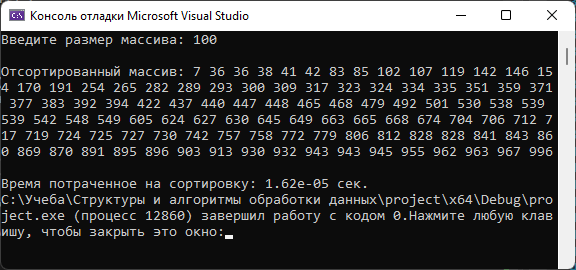 Консоль отладки Microsoft Visual Studio
Введите размер массива: 100
Отсортированный массив: 7 36 36 38 41 42 83 85 102 107 119 142 146 15
4 170 191 254 265 282 289 293 300 309 317 323 324 334 335 351 359 371
377 383 392 394 422 437 440 447 448 465 468 479 492 501 530 538 539
539 542 548 549 605 624 627 630 645 649 663 665 668 674 704 706 712 7
17 719 724 725 727 730 742 757 758 772 779 806 812 828 828 841 843 86
0 869 870 891 895 896 903 913 930 932 943 943 945 955 962 963 967 996
Время потраченное на сортировку: 1.62e-05 сек.
C:\Учеба\Структуры и алгоритмы обработки данных\project\x64\Debug\pro
ject.exe (процесс 12860) завершил работу с кодом 0.Нажмите любую клав
ишу, чтобы закрыть это окно: